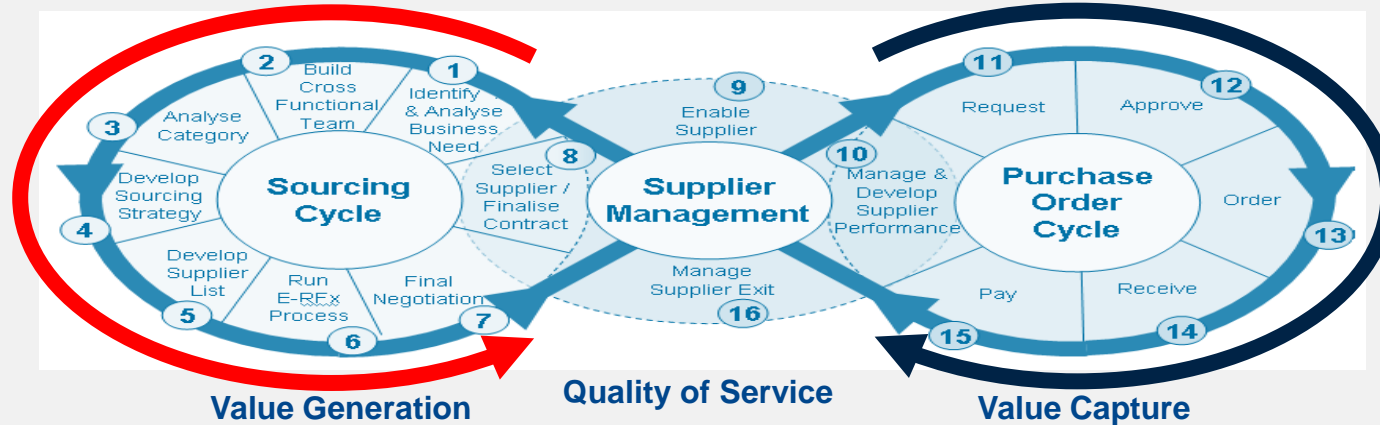 1
Identify
& Analyse
Business
Need
2
Build
Cross
Functional
Team
3
Analyse
Category
4
Develop
Sourcing
Strategy
5
Develop
Supplier
List
6
Run
E-RFx
Process
7
Final
Negotiation
8
Select
Supplier /
Finalise
Contract
Sourcing
Cycle
9
Enable
Supplier
Supplier
Management
10
Manage &
Develop
Supplier
Performance
11
Request
12
Approve
13
Order
14
Receive
15
Pay
Purchase
Order
Cycle
Manage
Supplier Exit
16
Value Generation
Quality of Service
Value Capture